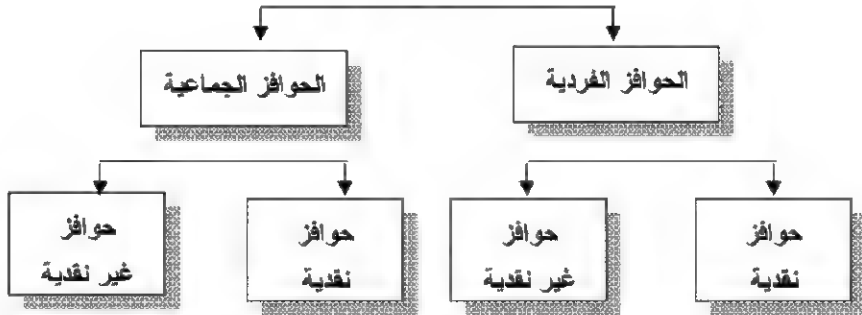 الحوافز الفردية
الحوافز الجماعية
حوافز
نقدية
حوافز
غير نقدية
حوافز
نقدية
حوافز
غير نقدية